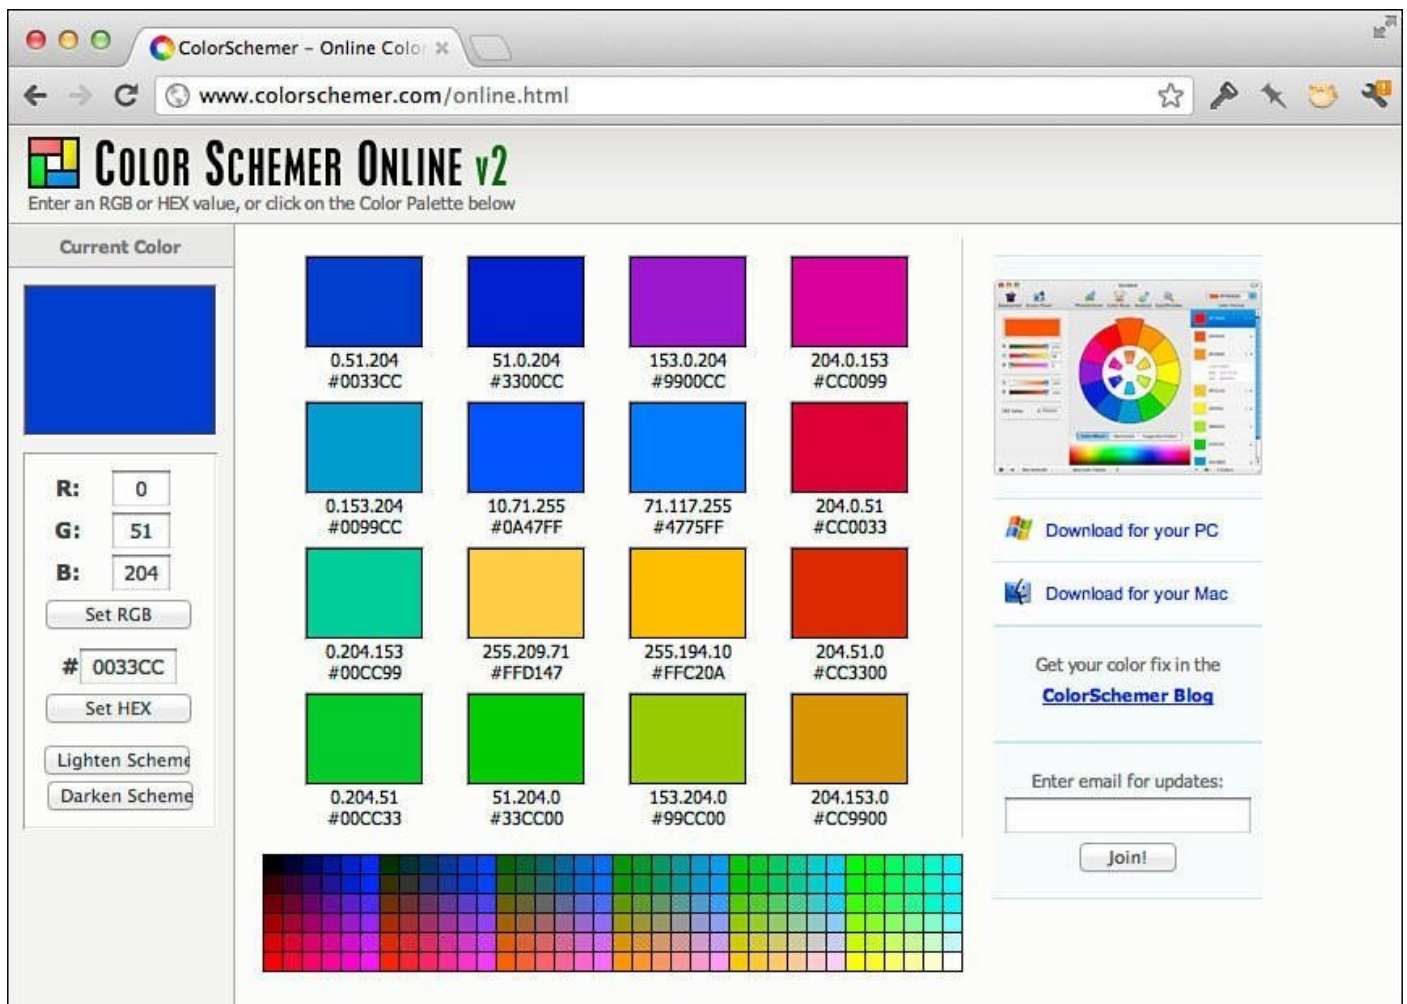 ColorSchemer – Online Color
www.colorschemer.com/online.html
COLOR SCHEMER ONLINE v2
Enter an RGB or HEX value, or click on the Color Palette below
Current Color
R: 0
G: 51
B: 204
Set RGB
# 0033CC
Set HEX
Lighten Scheme
Darken Scheme
0.51.204 51.0.204 153.0.204 204.0.153
#0033CC #3300CC #9900CC #CC0099
0.153.204 10.71.255 71.117.255 204.0.51
#0099CC #0A47FF #4775FF #CC0033
0.204.153 255.209.71 255.194.10 204.51.0
#00CC99 #FFD147 #FFC20A #CC3300
0.204.51 51.204.0 153.204.0 204.153.0
#00CC33 #33CC00 #99CC00 #CC9900
Download for your PC
Download for your Mac
Get your color fix in the
ColorSchemer Blog
Enter email for updates:
Join!